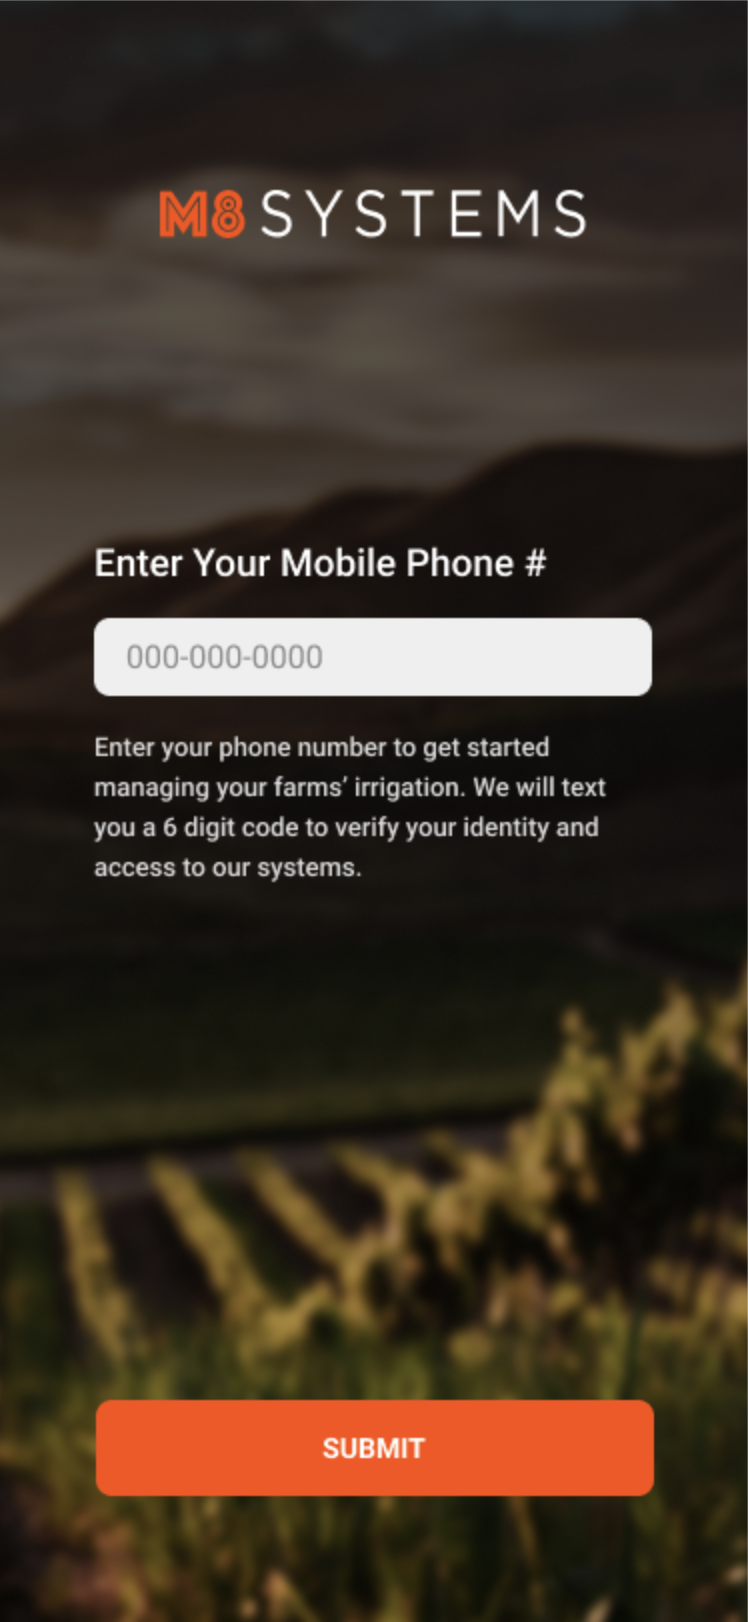 M8 SYSTEMS
Enter Your Mobile Phone #
000-000-0000
Enter your phone number to get started
managing your farms’ irrigation. We will text
you a 6 digit code to verify your identity and
access to our systems.
SUBMIT